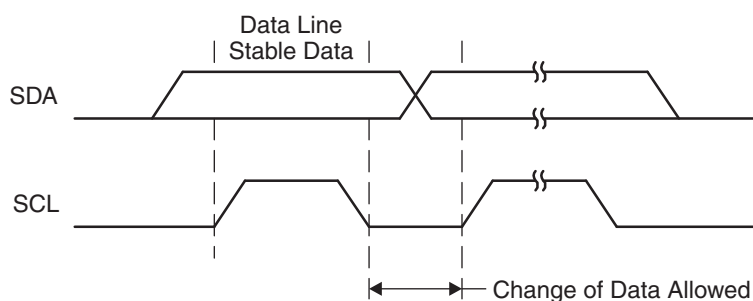 Data Line
Stable Data
SDA
SCL
Change of Data Allowed